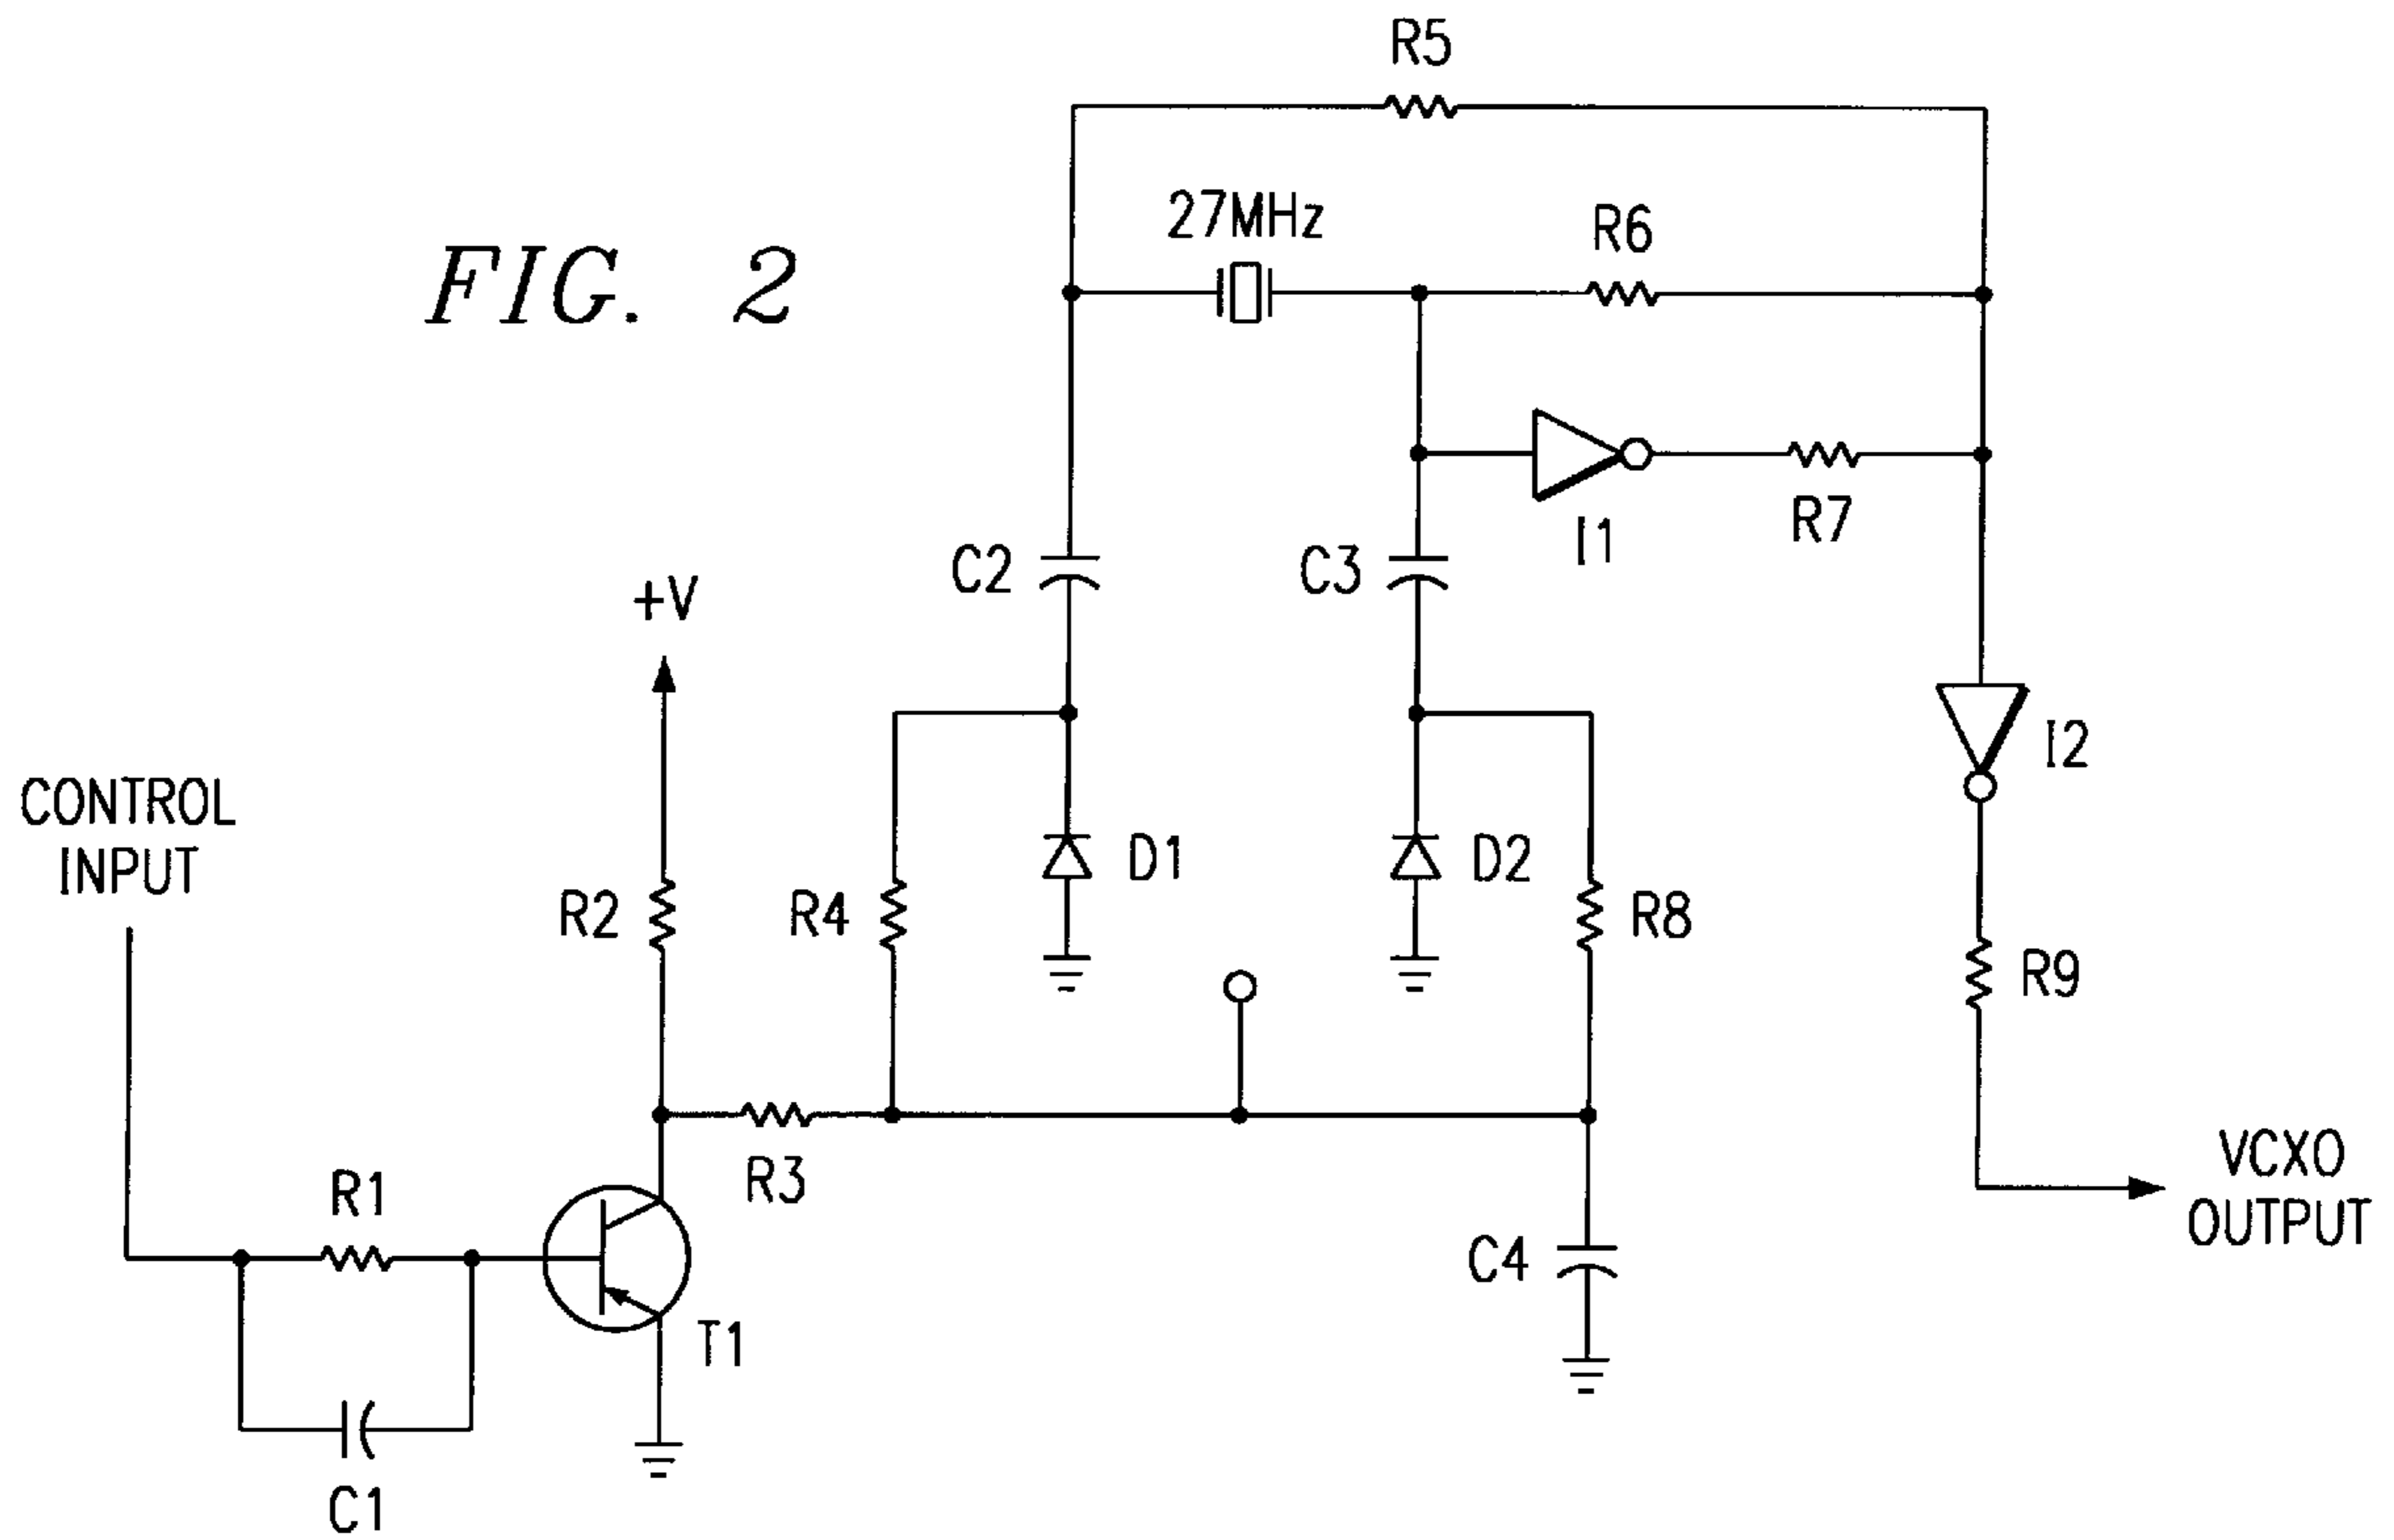 R5
27MHz
R6
FIG. 2
R7
I1
C2
C3
+V
I2
CONTROL
INPUT
D1
D2
R2
R4
R8
R9
R3
R1
VCXO
OUTPUT
C4
T1
C1